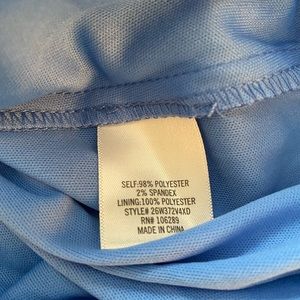 SELF:98% POLYESTER
2% SPANDEX
LINING:100% POLYESTER
STYLE# 26W372V4XD
RN# 106289
MADE IN CHINA